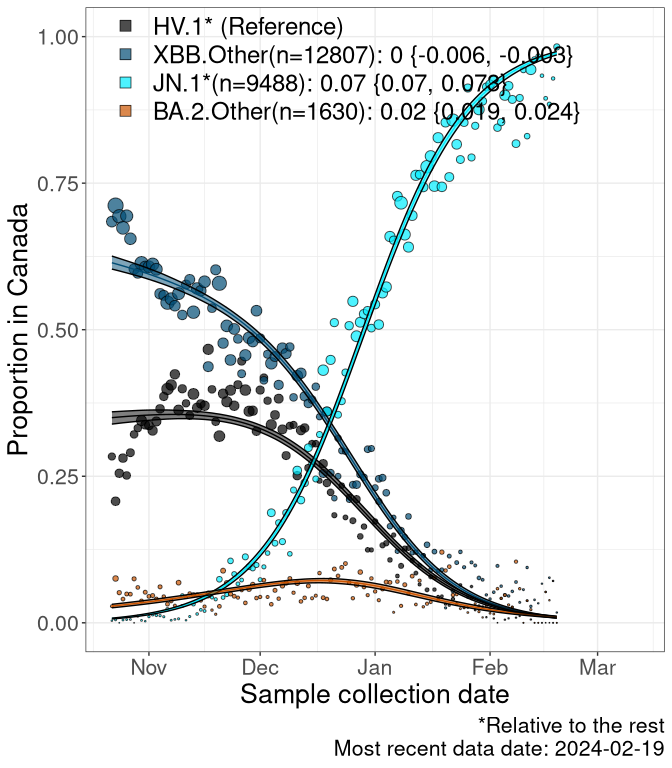 HV.1* (Reference)
XBB.Other(n=12807): 0 {-0.006, -0.003}
JN.1*(n=9488): 0.07 {0.07, 0.073}
BA.2.Other(n=1630): 0.02 {0.019, 0.024}
1.00
0.75
0.50
0.25
0.00
Proportion in Canada
Nov Dec Jan Feb Mar
Sample collection date
*Relative to the rest
Most recent data date: 2024-02-19